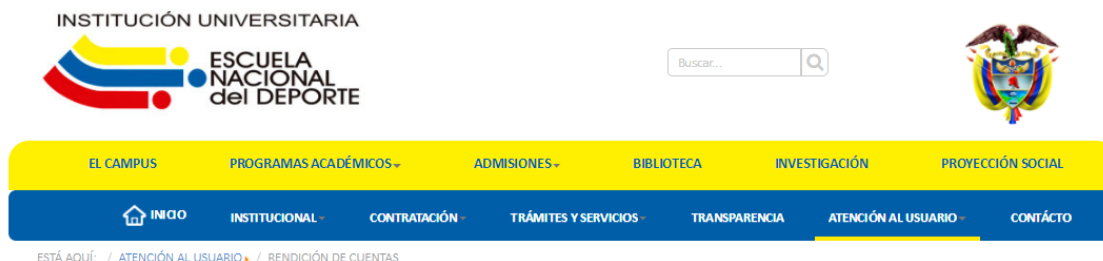 INSTITUCIÓN UNIVERSITARIA
ESCUELA
NACIONAL
del DEPORTE
Buscar...
EL CAMPUS PROGRAMAS ACADÉMICOS ADMISIONES BIBLIOTECA INVESTIGACIÓN PROYECCIÓN SOCIAL
INICIO INSTITUCIONAL CONTRATACIÓN TRÁMITES Y SERVICIOS TRANSPARENCIA ATENCIÓN AL USUARIO CONTÁCTO
ESTÁ AQUÍ: / ATENCIÓN AL USUARIO / RENDICIÓN DE CUENTAS